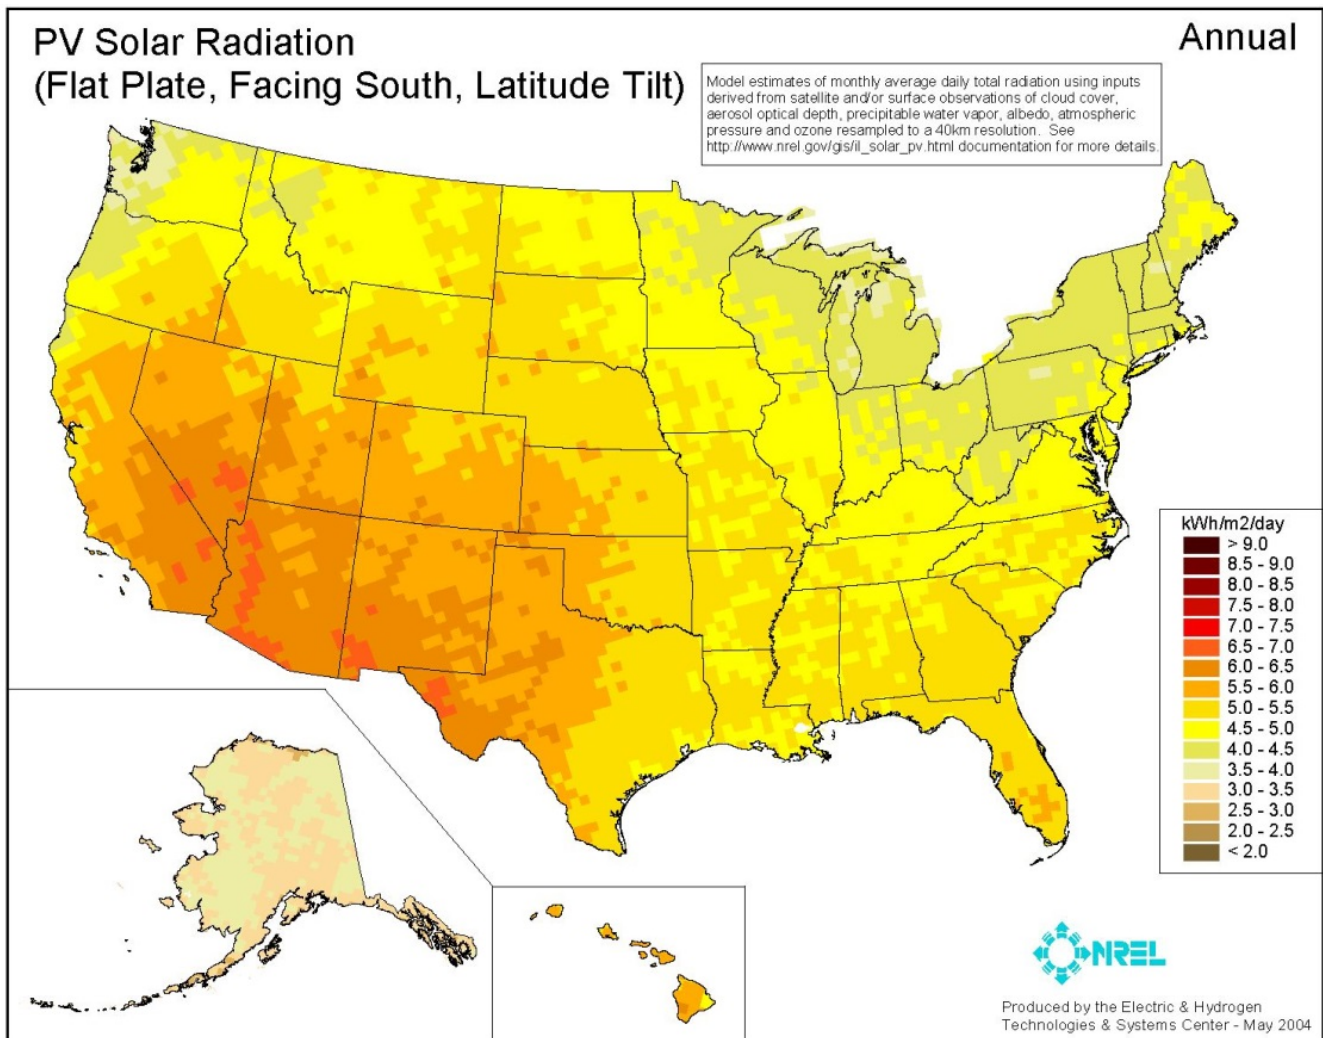 PV Solar Radiation
(Flat Plate, Facing South, Latitude Tilt)
Annual
Model estimates of monthly average daily total radiation using inputs
derived from satellite and/or surface observations of cloud cover,
aerosol optical depth, precipitable water vapor, albedo, atmospheric
pressure and ozone resampled to a 40km resolution. See
http://www.nrel.gov/gis/il_solar_pv.html documentation for more details.
kWh/m2/day
> 9.0
8.5 - 9.0
8.0 - 8.5
7.5 - 8.0
7.0 - 7.5
6.5 - 7.0
6.0 - 6.5
5.5 - 6.0
5.0 - 5.5
4.5 - 5.0
4.0 - 4.5
3.5 - 4.0
3.0 - 3.5
2.5 - 3.0
2.0 - 2.5
< 2.0
NREL
Produced by the Electric & Hydrogen
Technologies & Systems Center - May 2004